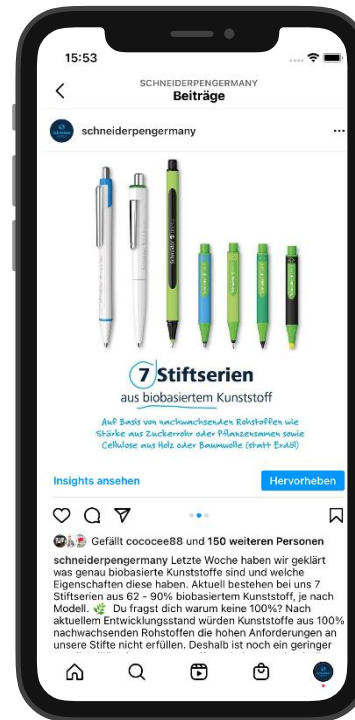 15:53
SCHNEIDERPENGERMANY
Beiträge
schneiderpengermany
7 Stiftserien
aus biobasiertem Kunststoff
Auf Basis von nachwachsenden Rohstoffen wie
Stärke aus Zuckerrohr oder Pflanzensamen sowie
Cellulose aus Holz oder Baumwolle (statt Erdöl)
Insights ansehen
Hervorheben
Gefällt cococee88 und 150 weiteren Personen
schneiderpengermany Letzte Woche haben wir geklärt
was genau biobasierte Kunststoffe sind und welche
Eigenschaften diese haben. Aktuell bestehen bei uns 7
Stiftserien aus 62 - 90% biobasiertem Kunststoff, je nach
Modell. 🌿 Du fragst dich warum keine 100%? Nach
aktuellem Entwicklungsstand würden Kunststoffe aus 100%
nachwachsenden Rohstoffen die hohen Anforderungen an
unsere Stifte nicht erfüllen. Deshalb ist noch ein geringer